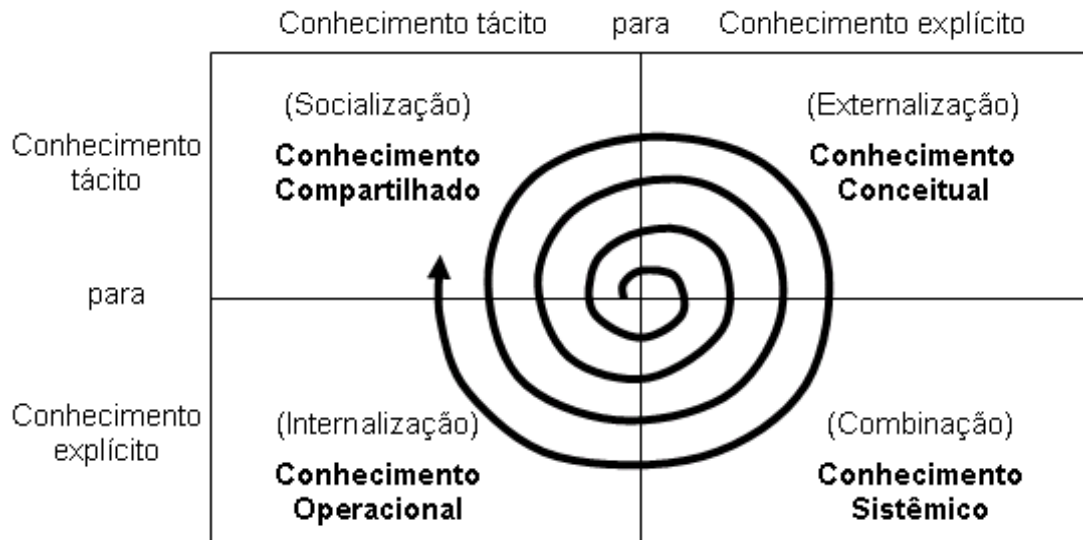 Conhecimento tácito para Conhecimento explícito
(Socialização)
Conhecimento
Compartilhado
(Externalização)
Conhecimento
Conceitual
Conhecimento
tácito
para
Conhecimento
explícito
(Internalização)
Conhecimento
Operacional
(Combinação)
Conhecimento
Sistêmico